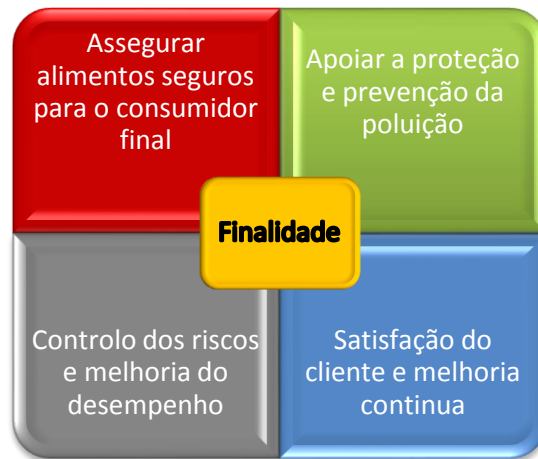 Assegurar
alimentos seguros
para o consumidor
final
Apoiar a proteção
e prevenção da
poluição
Finalidade
Controlo dos riscos
e melhoria do
desempenho
Satisfação do
cliente e melhoria
continua